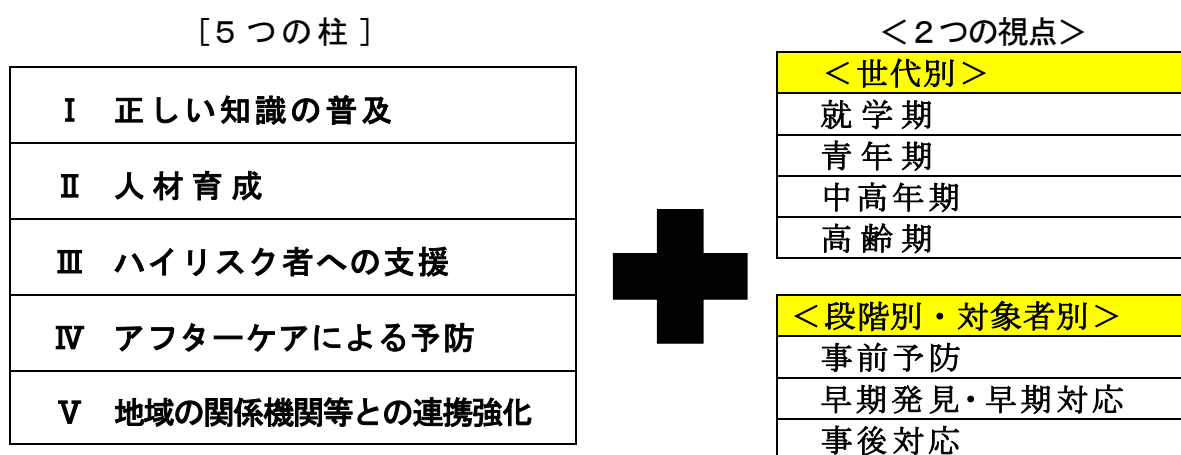 ［５つの柱］
Ⅰ 正しい知識の普及
Ⅱ 人材育成
Ⅲ ハイリスク者への支援
Ⅳ アフターケアによる予防
Ⅴ 地域の関係機関等との連携強化
＜２つの視点＞
＜世代別＞
就学期
青年期
中高年期
高齢期
＜段階別・対象者別＞
事前予防
早期発見・早期対応
事後対応